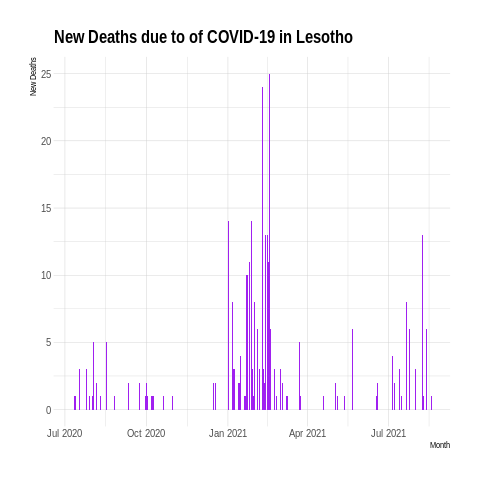 New Deaths due to of COVID-19 in Lesotho
New Deaths
25
20
15
10
5
0
Jul 2020 Oct 2020 Jan 2021 Apr 2021 Jul 2021
Month